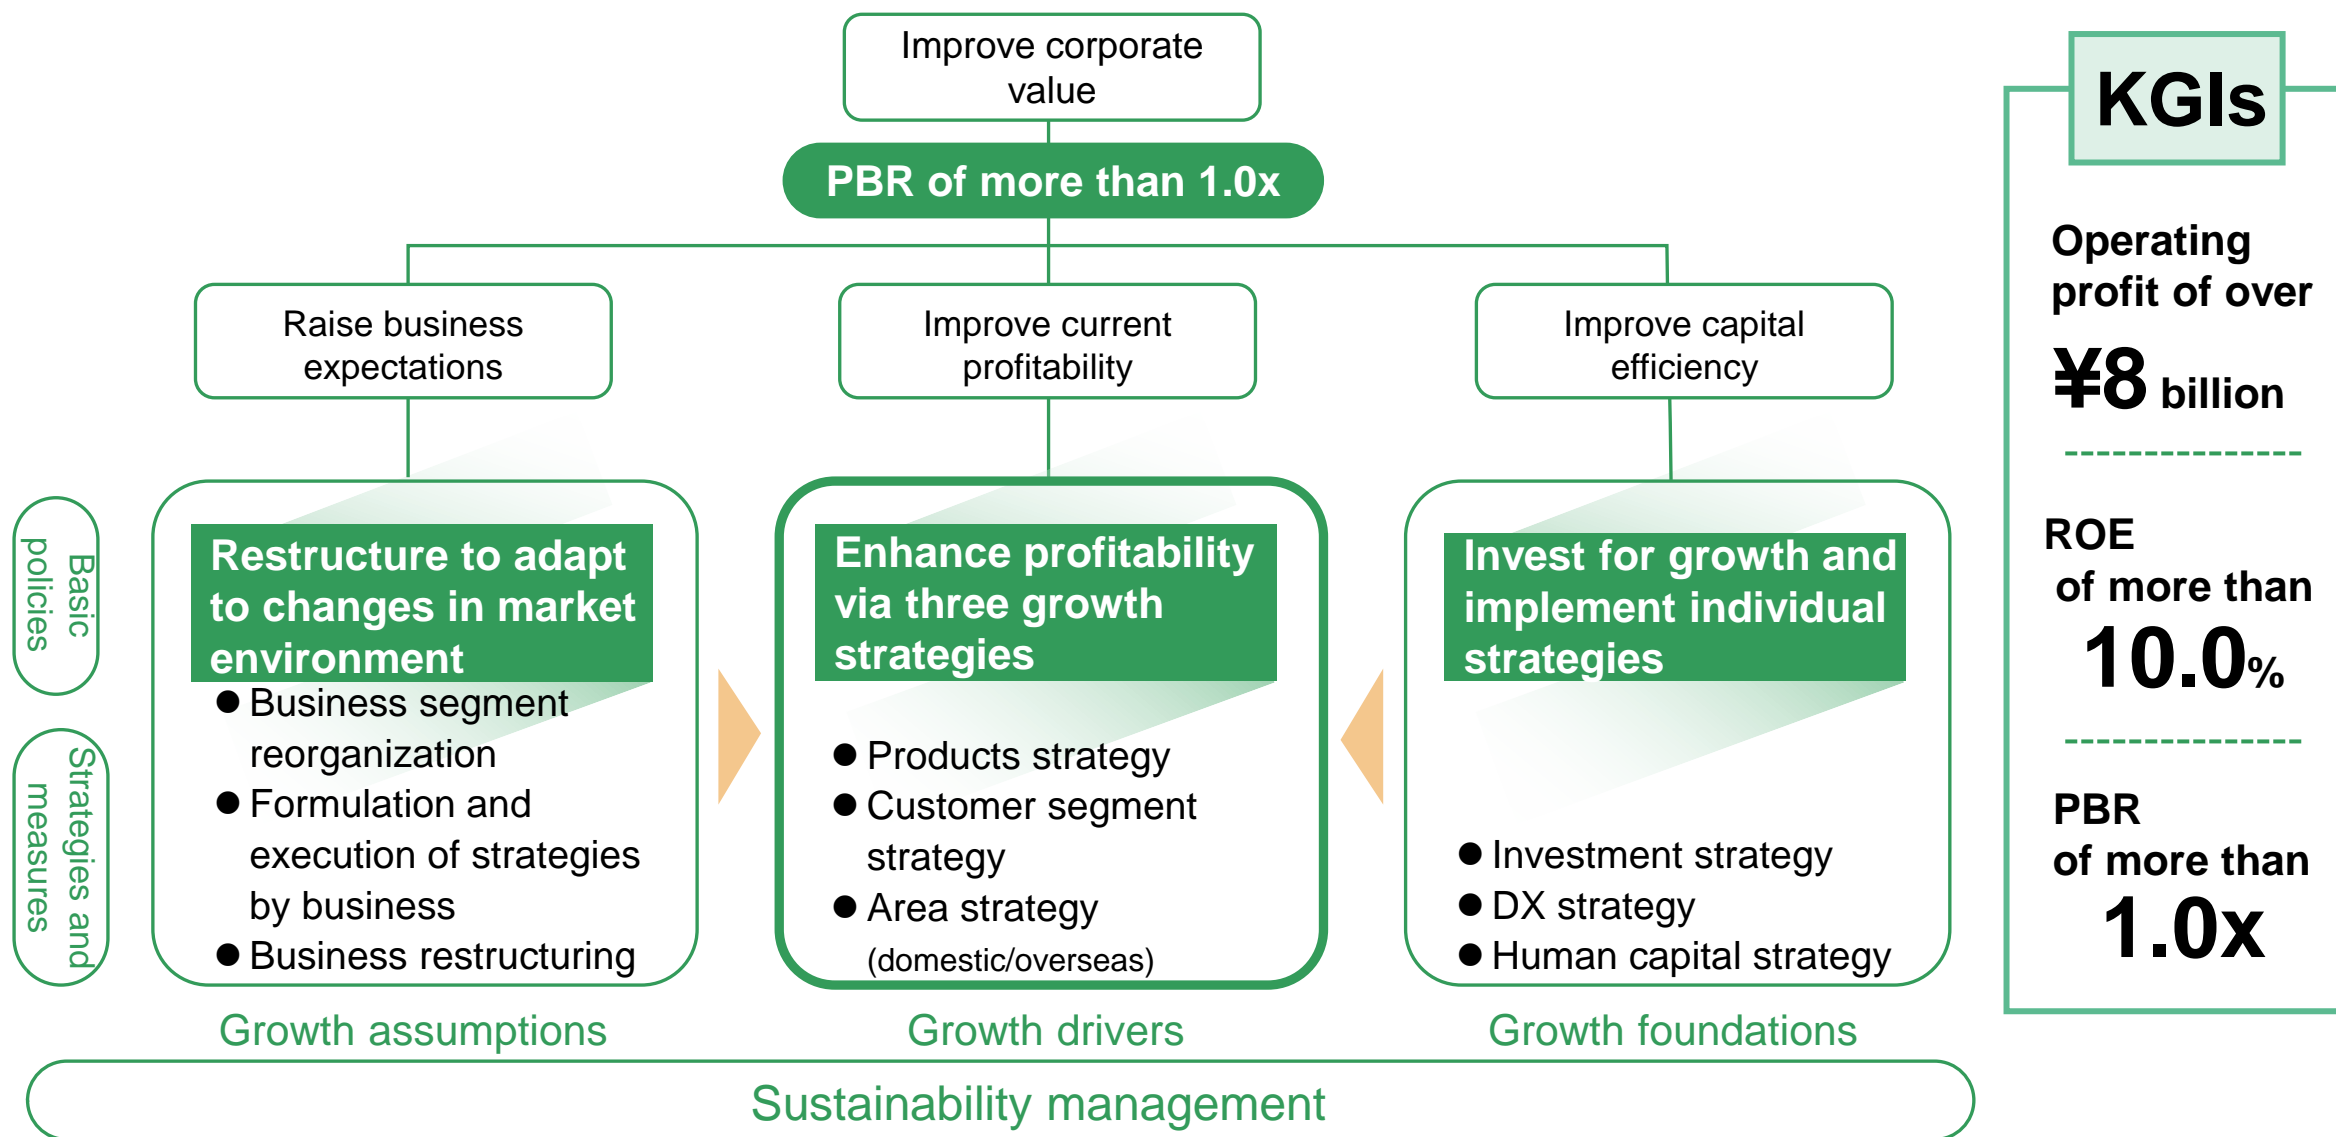 Improve corporate
value
PBR of more than 1.0x
Raise business
expectations
Improve current
profitability
Improve capital
efficiency
Basic
policies
Strategies and
measures
Restructure to adapt
to changes in market
environment
● Business segment
reorganization
● Formulation and
execution of strategies
by business
● Business restructuring
Growth assumptions
Enhance profitability
via three growth
strategies
● Products strategy
● Customer segment
strategy
● Area strategy
(domestic/overseas)
Growth drivers
Invest for growth and
implement individual
strategies
● Investment strategy
● DX strategy
● Human capital strategy
Growth foundations
Sustainability management
KGIs
Operating
profit of over
¥8 billion
ROE
of more than
10.0%
PBR
of more than
1.0x